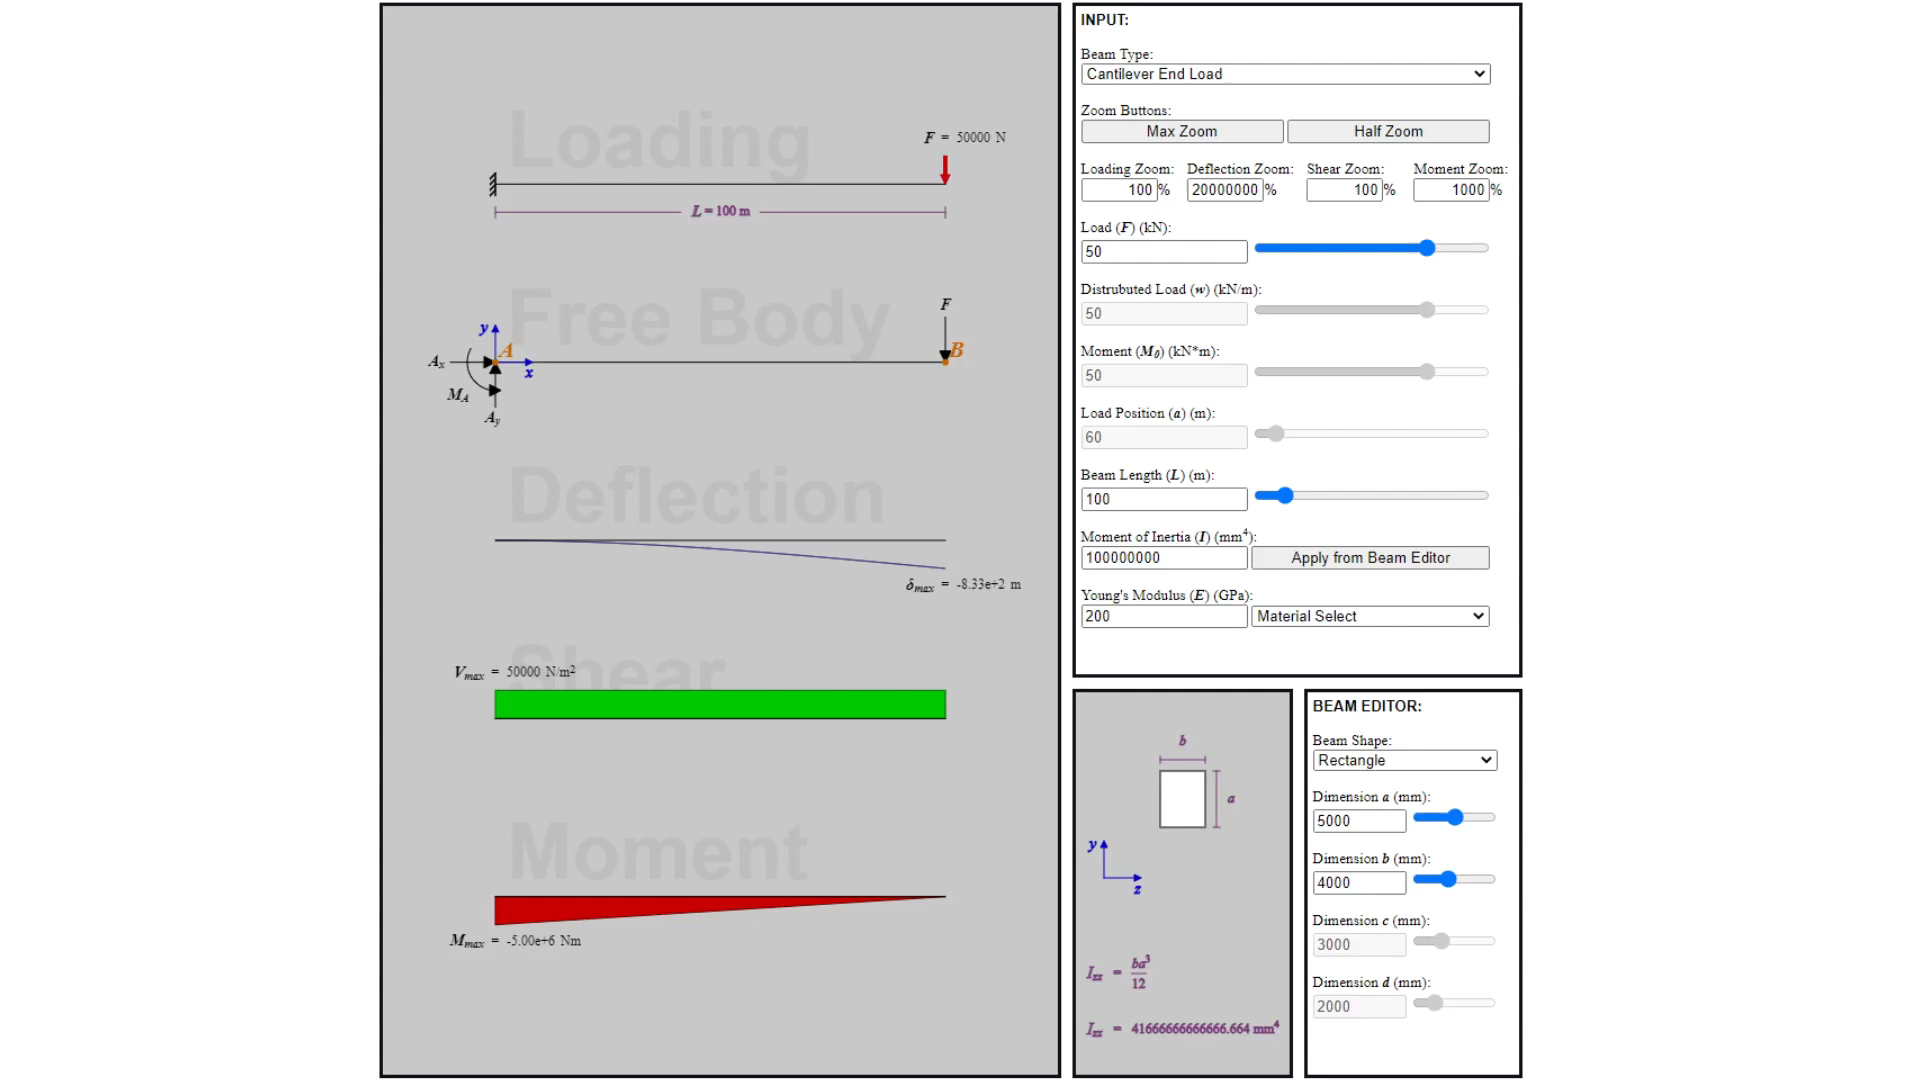 Loading
F = 50000 N
L = 100 m
Free Body
F
y
A
B
Ax
x
MA
Ay
Deflection
δmax = -8.33e+2 m
Shear
Vmax = 50000 N/m²
Moment
Mmax = -5.00e+6 Nm
INPUT:
Beam Type:
Cantilever End Load
Zoom Buttons:
Max Zoom
Half Zoom
Loading Zoom: Deflection Zoom: Shear Zoom: Moment Zoom:
100 % 20000000 % 100 % 1000 %
Load (F) (kN):
50
Distrubuted Load (w) (kN/m):
50
Moment (M0) (kN*m):
50
Load Position (a) (m):
60
Beam Length (L) (m):
100
Moment of Inertia (I) (mm⁴):
100000000
Apply from Beam Editor
Young's Modulus (E) (GPa):
200
Material Select
b
a
y
z
Izz = ba³/12
Izz = 41666666666666.664 mm⁴
BEAM EDITOR:
Beam Shape:
Rectangle
Dimension a (mm):
5000
Dimension b (mm):
4000
Dimension c (mm):
3000
Dimension d (mm):
2000